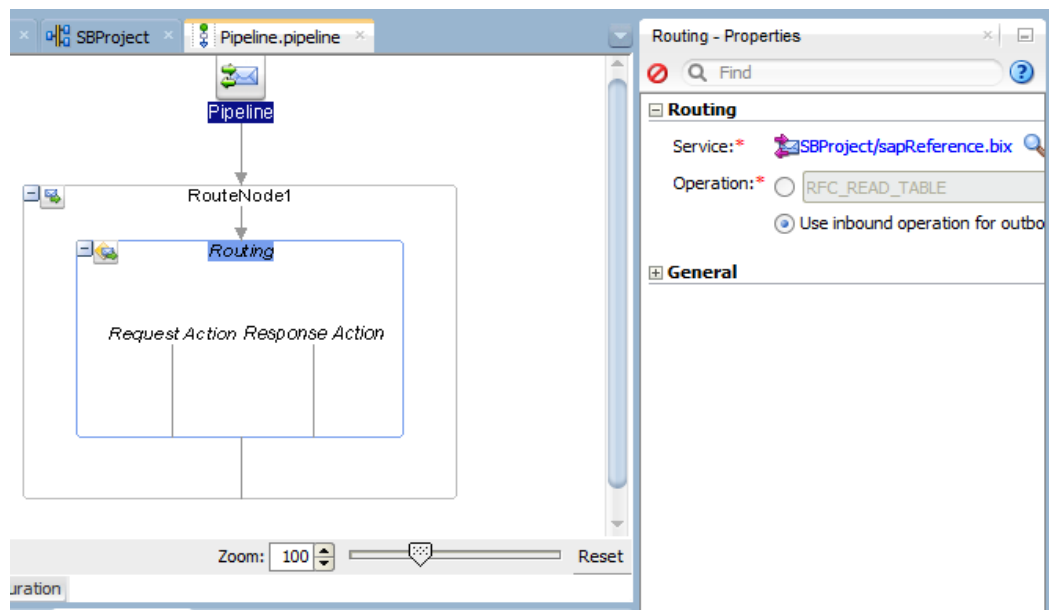 SBProject
Pipeline.pipeline
Routing - Properties
Find
Pipeline
Routing
Service:*
SBProject/sapReference.bix
Operation:*
RFC_READ_TABLE
Use inbound operation for outbo
General
RouteNode1
Routing
Request Action Response Action
Zoom: 100 Reset
uration